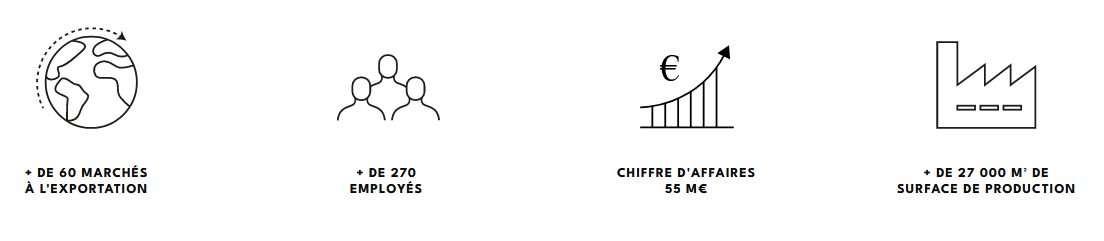 €
+ DE 60 MARCHÉS
À L'EXPORTATION
+ DE 270
EMPLOYÉS
CHIFFRE D'AFFAIRES
55 M€
+ DE 27 000 M² DE
SURFACE DE PRODUCTION